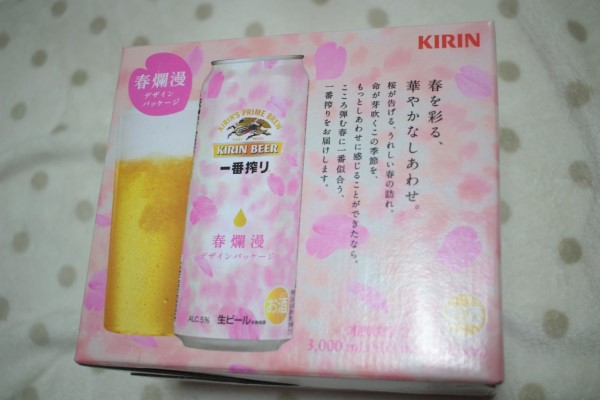 KIRIN
春爛漫
デザイン
パッケージ
春を彩る、
華やかなしあわせ。
桜が告げる、うれしい春の訪れ。
命が芽吹くこの季節を、
もっとしあわせに感じることができたなら。
こころ弾む春に一番似合う、
一番搾りをお届けします。
KIRIN'S PRIME BREW
KIRIN BEER
一番搾り
春爛漫
デザインパッケージ
お酒
ALC.5%
生ビール
3,000ml